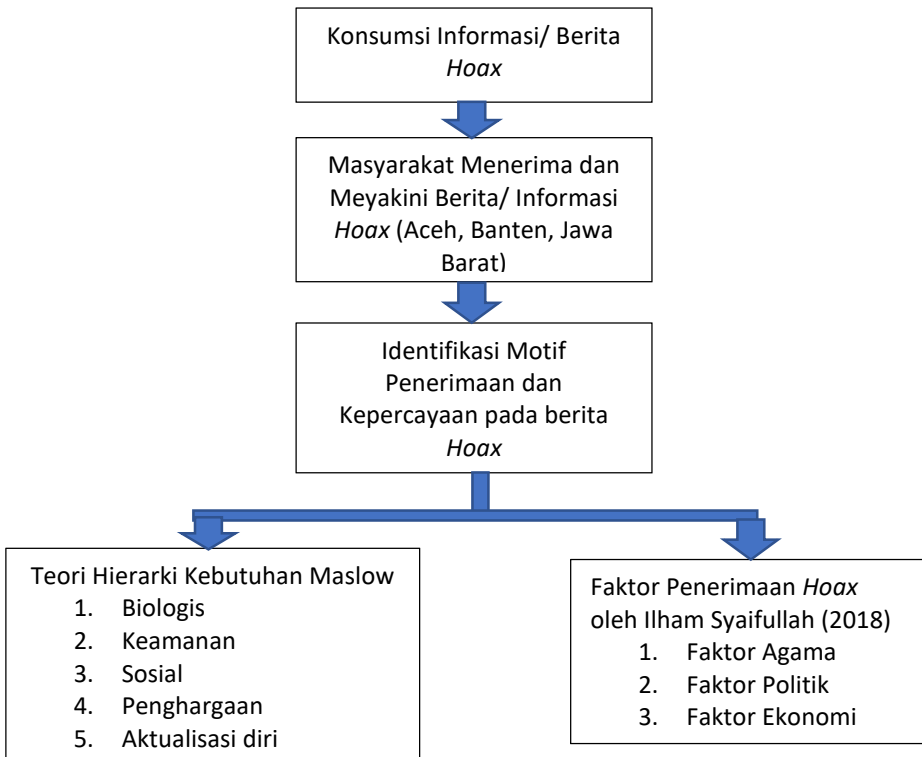 Konsumsi Informasi/ Berita
Hoax
Masyarakat Menerima dan
Meyakini Berita/ Informasi
Hoax (Aceh, Banten, Jawa
Barat)
Identifikasi Motif
Penerimaan dan
Kepercayaan pada berita
Hoax
Teori Hierarki Kebutuhan Maslow
1. Biologis
2. Keamanan
3. Sosial
4. Penghargaan
5. Aktualisasi diri
Faktor Penerimaan Hoax
oleh Ilham Syaifullah (2018)
1. Faktor Agama
2. Faktor Politik
3. Faktor Ekonomi